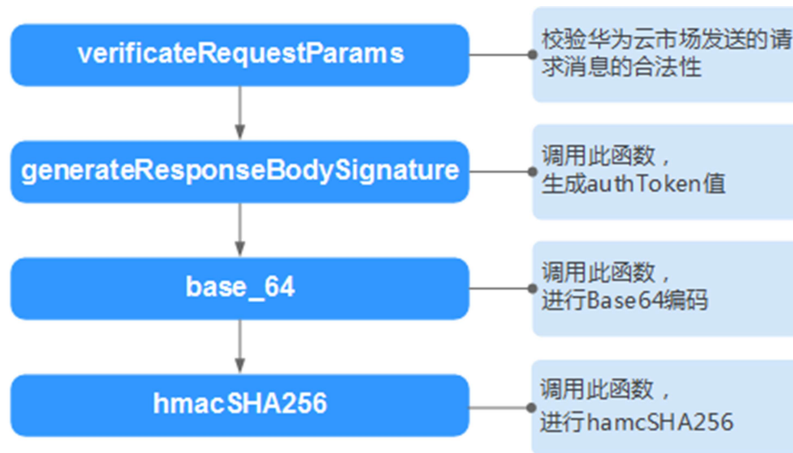 verificateRequestParams
校验华为云市场发送的请
求消息的合法性
generateResponseBodySignature
调用此函数，
生成authToken值
base_64
调用此函数，
进行Base64编码
hmacSHA256
调用此函数，
进行hamcSHA256